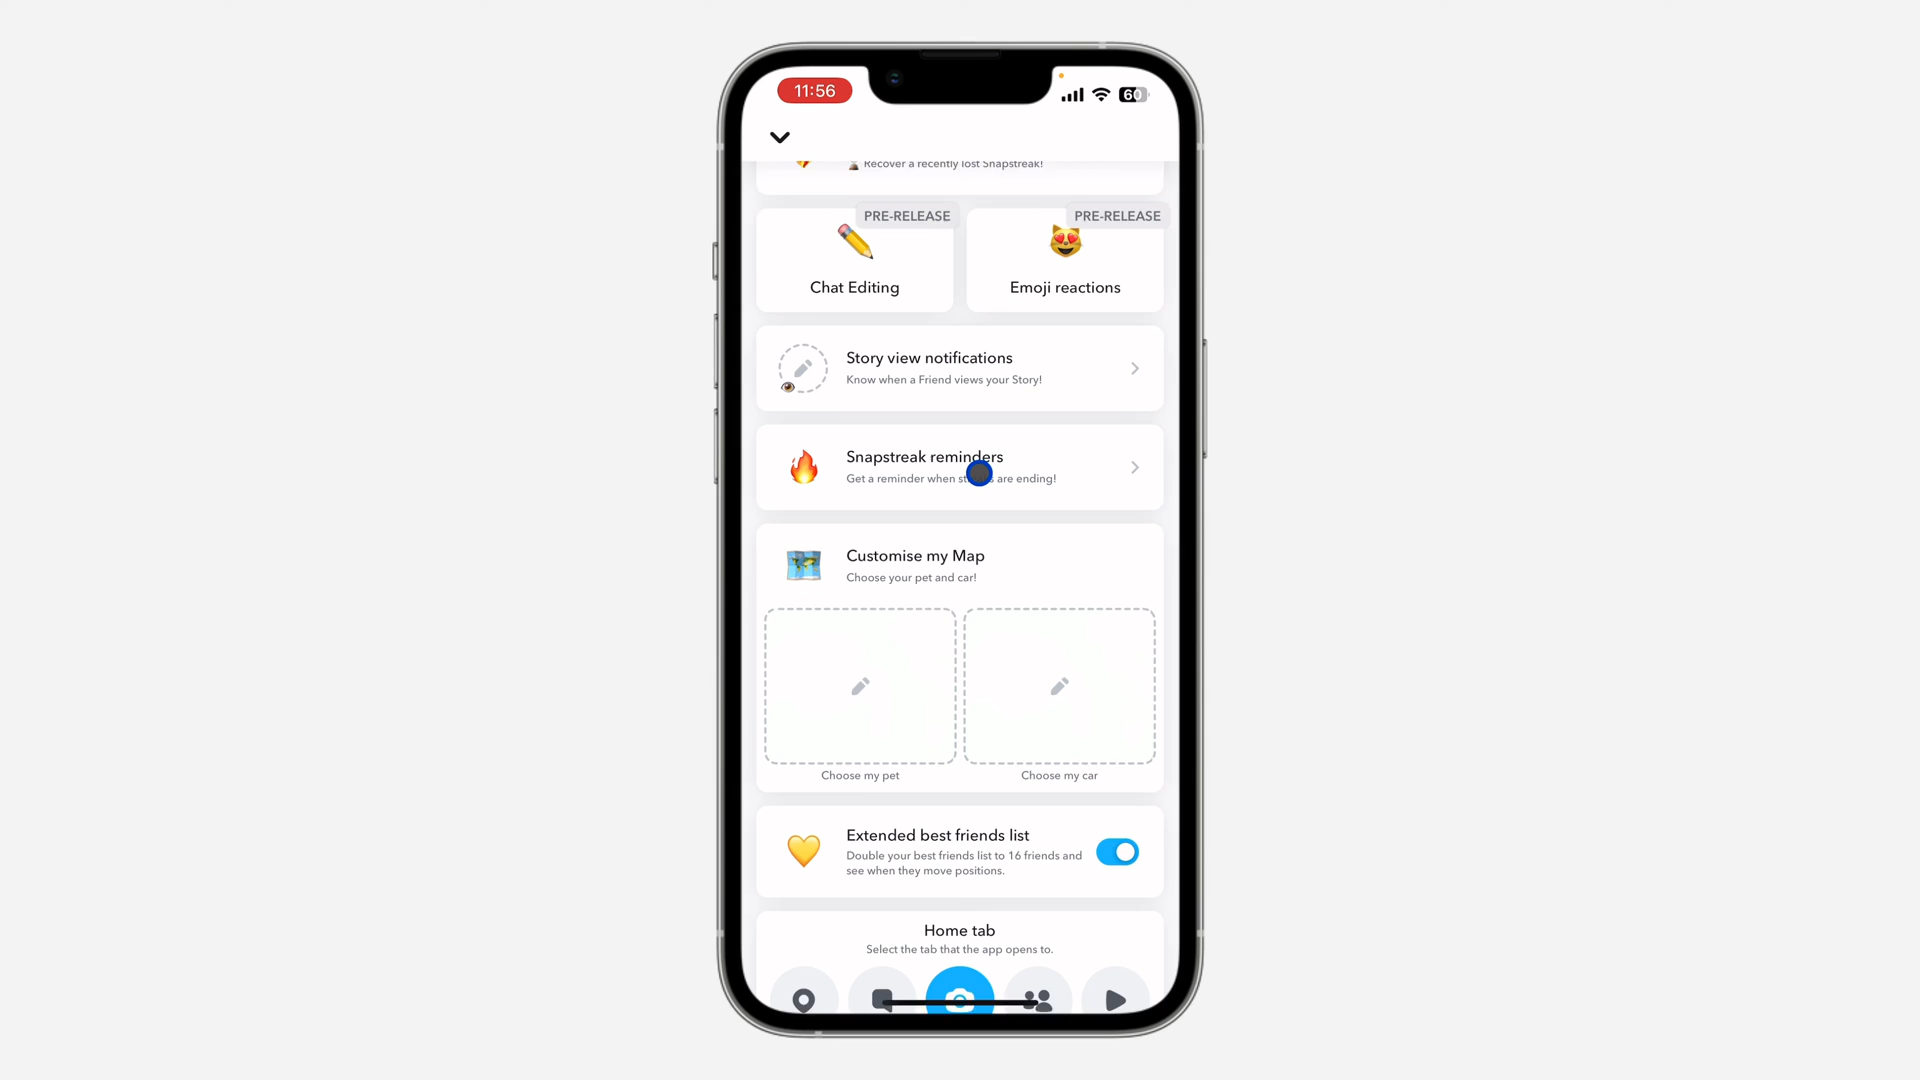 11:56
60
Recover a recently lost Snapstreak!
PRE-RELEASE
PRE-RELEASE
Chat Editing
Emoji reactions
Story view notifications
Know when a Friend views your Story!
Snapstreak reminders
Get a reminder when streaks are ending!
Customise my Map
Choose your pet and car!
Choose my pet
Choose my car
Extended best friends list
Double your best friends list to 16 friends and
see when they move positions.
Home tab
Select the tab that the app opens to.